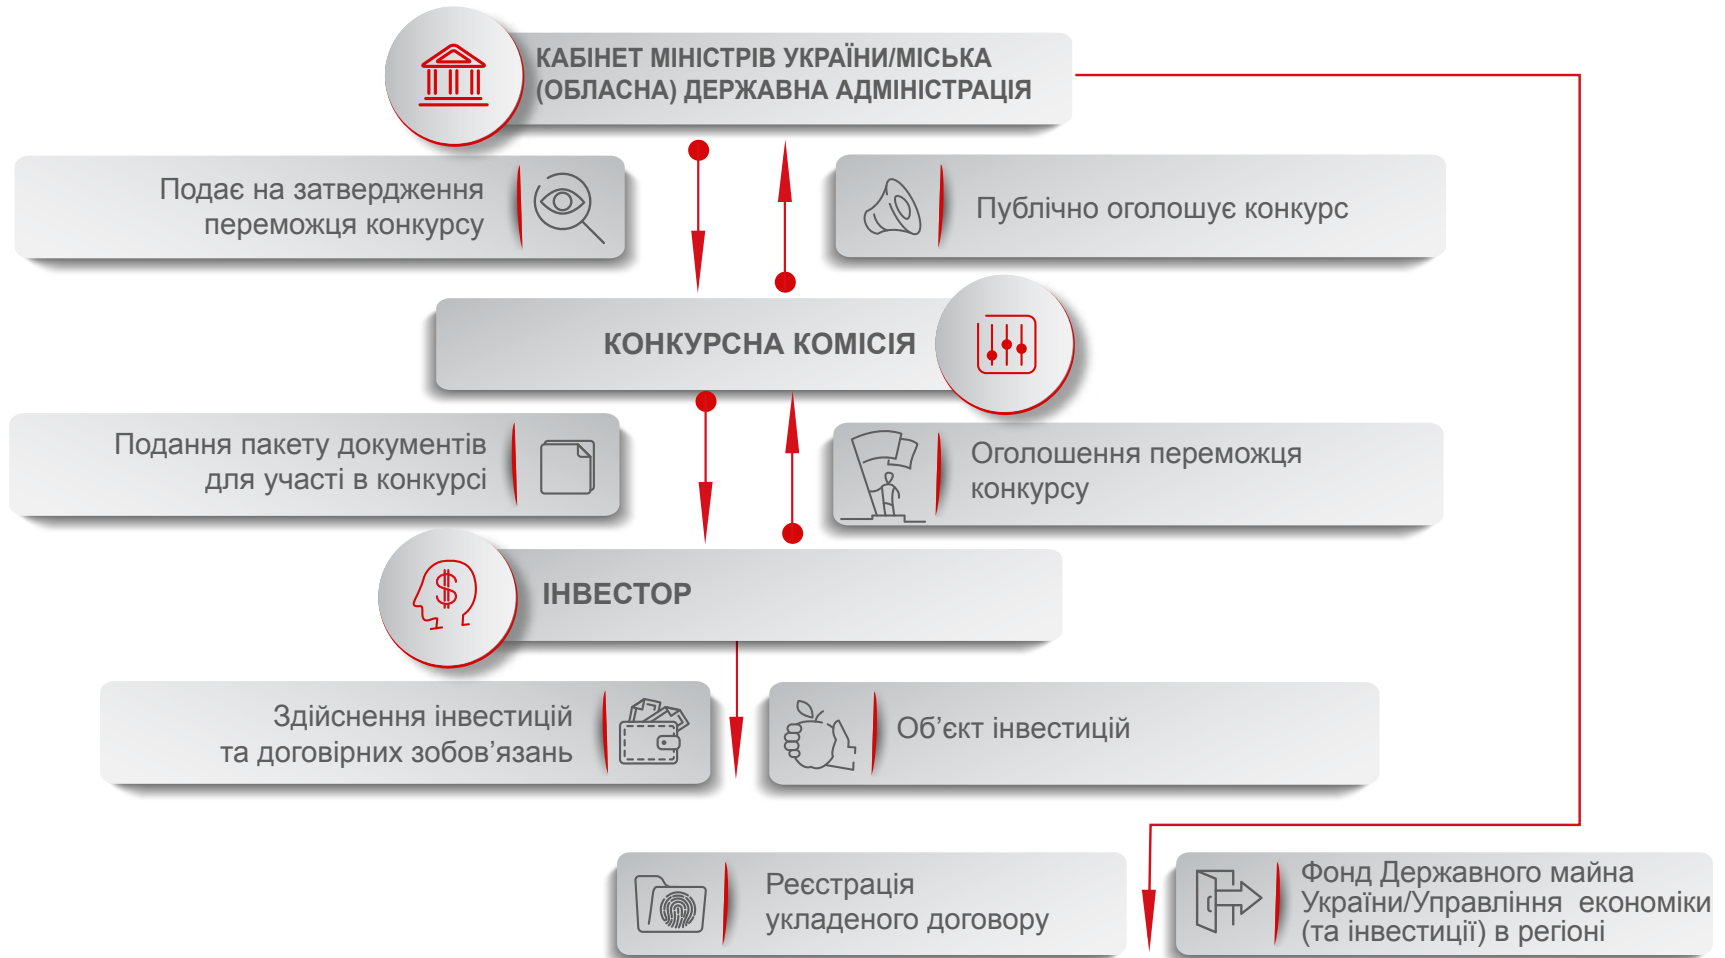 КАБІНЕТ МІНІСТРІВ УКРАЇНИ/МІСЬКА
(ОБЛАСНА) ДЕРЖАВНА АДМІНІСТРАЦІЯ
Подає на затвердження
переможця конкурсу
Публічно оголошує конкурс
КОНКУРСНА КОМІСІЯ
Подання пакету документів
для участі в конкурсі
Оголошення переможця
конкурсу
ІНВЕСТОР
Здійснення інвестицій
та договірних зобов’язань
Об’єкт інвестицій
Реєстрація
укладеного договору
Фонд Державного майна
України/Управління економіки
(та інвестиції) в регіоні